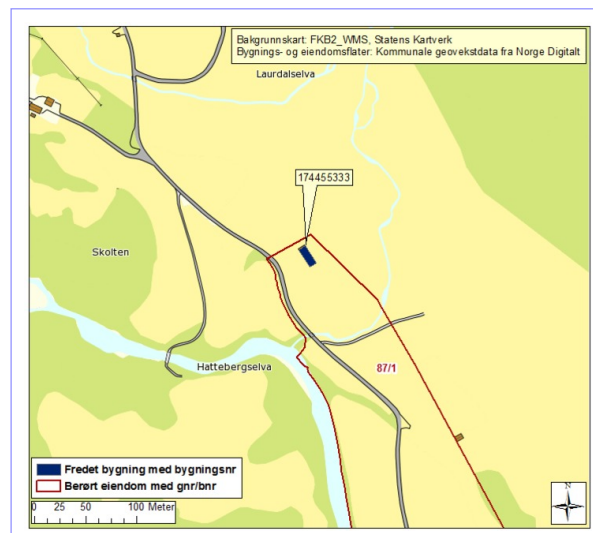 Bakgrunnskart: FKB2_WMS, Statens Kartverk
Bygnings- og eiendomsflater: Kommunale geovekstdata fra Norge Digitalt
Laurdalselva
174455333
Skolten
Hattebergselva
87/1
Fredet bygning med bygningsnr
Berørt eiendom med gnr/bnr
0 25 50 100 Meter
N